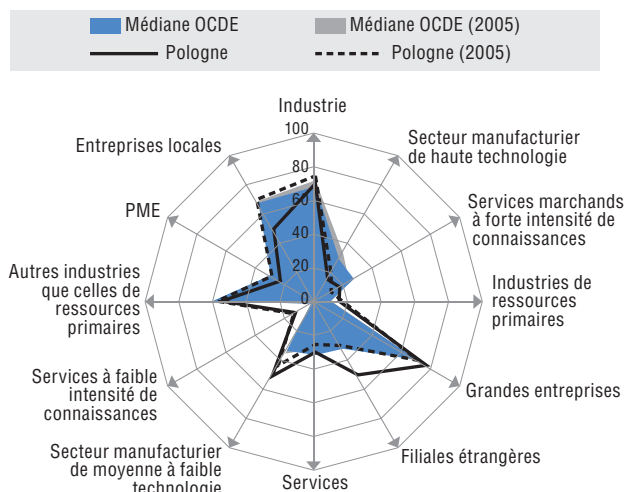 Médiane OCDE
Médiane OCDE (2005)
Pologne
Pologne (2005)
Industrie
100
80
60
40
20
0
Secteur manufacturier
de haute technologie
Services marchands
à forte intensité de
connaissances
Industries de
ressources
primaires
Grandes entreprises
Filiales étrangères
Services
Secteur manufacturier
de moyenne à faible
technologie
Services à faible
intensité de
connaissances
Autres industries
que celles de
ressources
primaires
PME
Entreprises locales